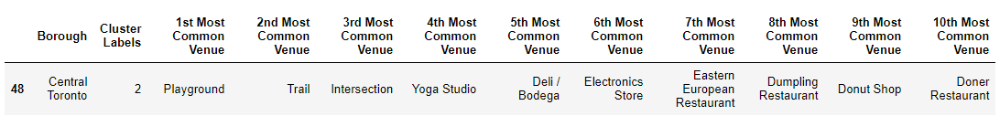 Borough Cluster Labels 1st Most Common Venue 2nd Most Common Venue 3rd Most Common Venue 4th Most Common Venue 5th Most Common Venue 6th Most Common Venue 7th Most Common Venue 8th Most Common Venue 9th Most Common Venue 10th Most Common Venue
48 Central Toronto 2 Playground Trail Intersection Yoga Studio Deli / Bodega Electronics Store Eastern European Restaurant Dumpling Restaurant Donut Shop Doner Restaurant